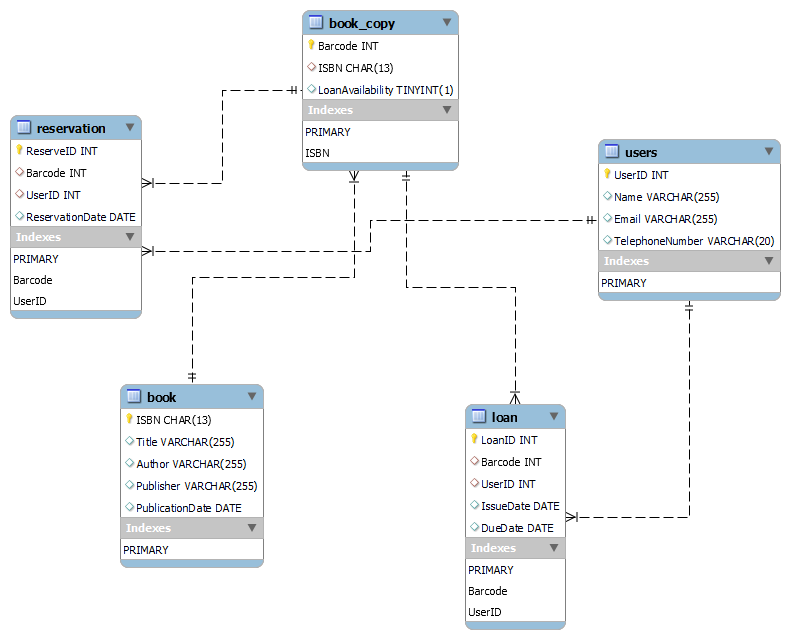 book_copy
Barcode INT
ISBN CHAR(13)
LoanAvailability TINYINT(1)
Indexes
PRIMARY
ISBN
reservation
ReserveID INT
Barcode INT
UserID INT
ReservationDate DATE
Indexes
PRIMARY
Barcode
UserID
users
UserID INT
Name VARCHAR(255)
Email VARCHAR(255)
TelephoneNumber VARCHAR(20)
Indexes
PRIMARY
book
ISBN CHAR(13)
Title VARCHAR(255)
Author VARCHAR(255)
Publisher VARCHAR(255)
PublicationDate DATE
Indexes
PRIMARY
loan
LoanID INT
Barcode INT
UserID INT
IssueDate DATE
DueDate DATE
Indexes
PRIMARY
Barcode
UserID